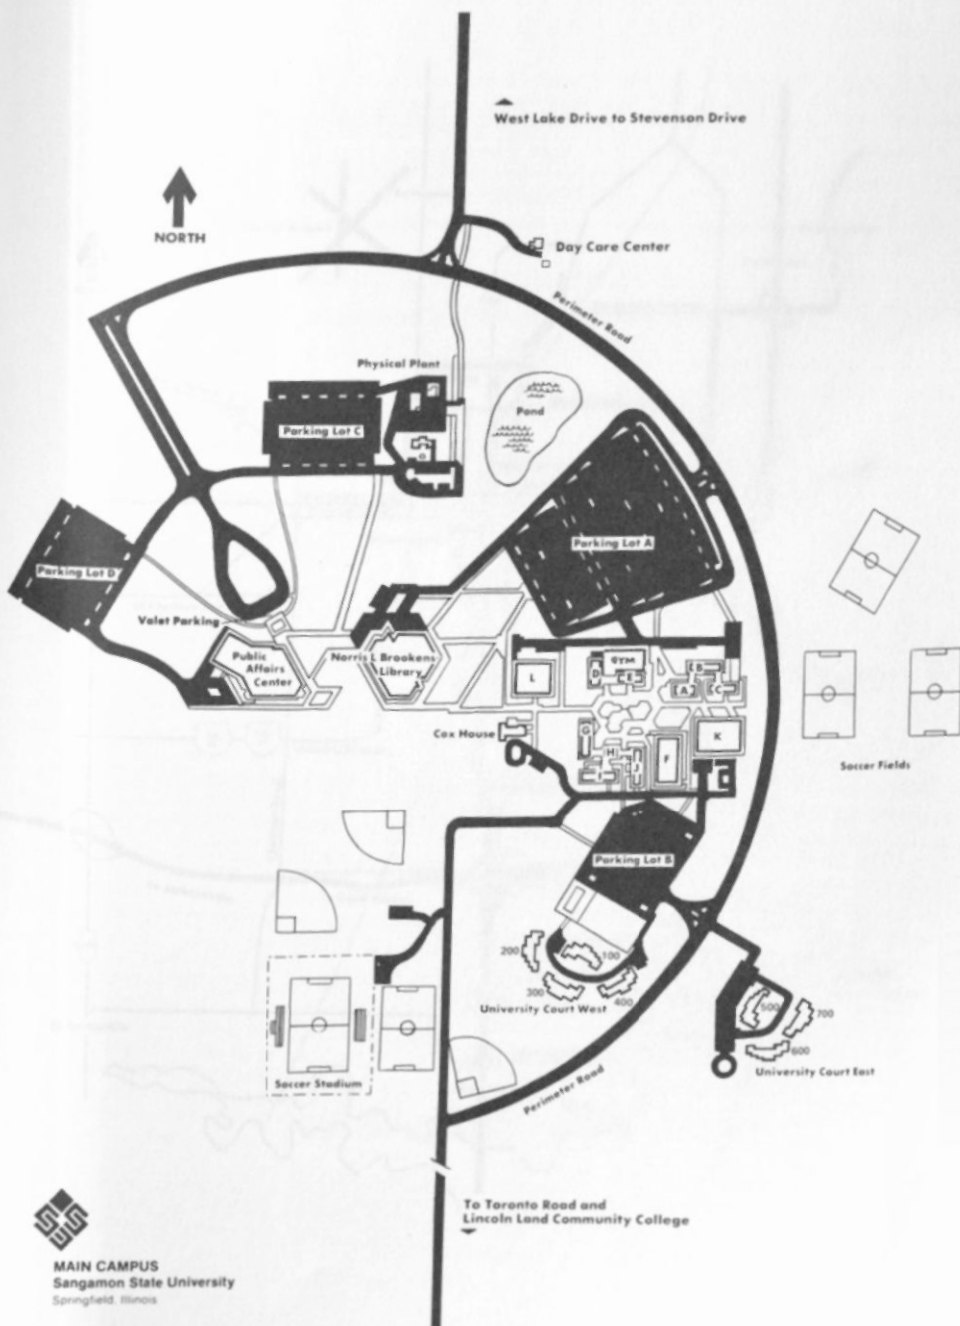 West Lake Drive to Stevenson Drive
NORTH
Day Care Center
Perimeter Road
Physical Plant
Pond
Parking Lot C
Parking Lot A
Parking Lot D
Valet Parking
Public
Affairs
Center
Norris L Brookens
Library
L
D
GYM
E
B
A
C
Cox House
G
H
I
J
F
K
Soccer Fields
Parking Lot B
200
100
300
400
University Court West
500
700
600
University Court East
Soccer Stadium
Perimeter Road
To Toronto Road and
Lincoln Land Community College
MAIN CAMPUS
Sangamon State University
Springfield, Illinois